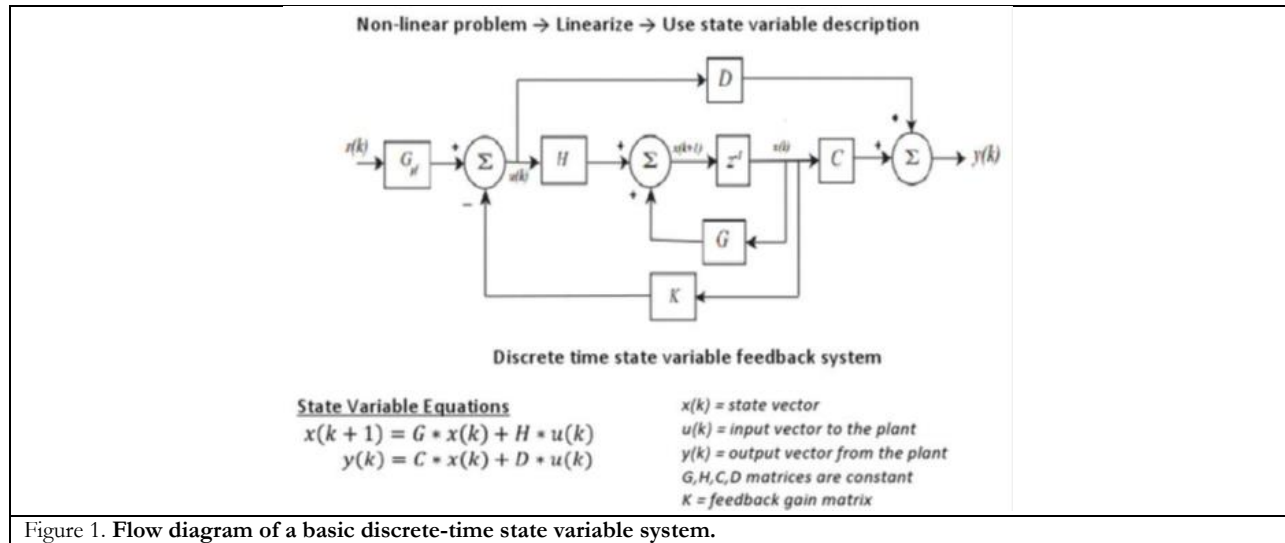 Non-linear problem → Linearize → Use state variable description
D
r(k)
G_pf
+
Σ
u(k)
H
+
Σ
x(k+1)
z⁻¹
x(k)
C
+
+
Σ
y(k)
−
+
G
K
Discrete time state variable feedback system
State Variable Equations
x(k + 1) = G * x(k) + H * u(k)
y(k) = C * x(k) + D * u(k)
x(k) = state vector
u(k) = input vector to the plant
y(k) = output vector from the plant
G,H,C,D matrices are constant
K = feedback gain matrix
Figure 1. Flow diagram of a basic discrete-time state variable system.